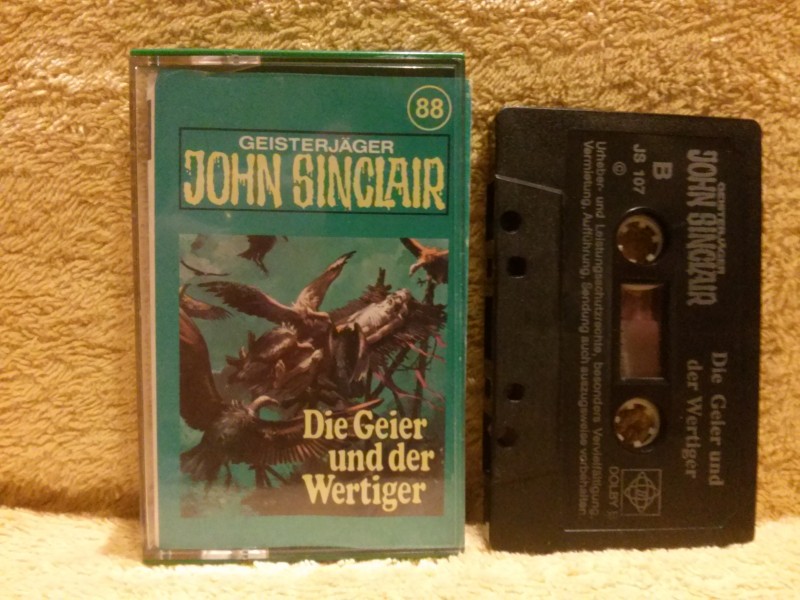 88
GEISTERJÄGER
JOHN SINCLAIR
Die Geier
und der
Wertiger
GEISTERJÄGER
JOHN SINCLAIR
Die Geier und
der Wertiger
B
JS 107
©
Urheber- und Leistungsschutzrechte, besonders Vervielfältigung,
Vermietung, Aufführung, Sendung auch auszugsweise vorbehalten
DOLBY